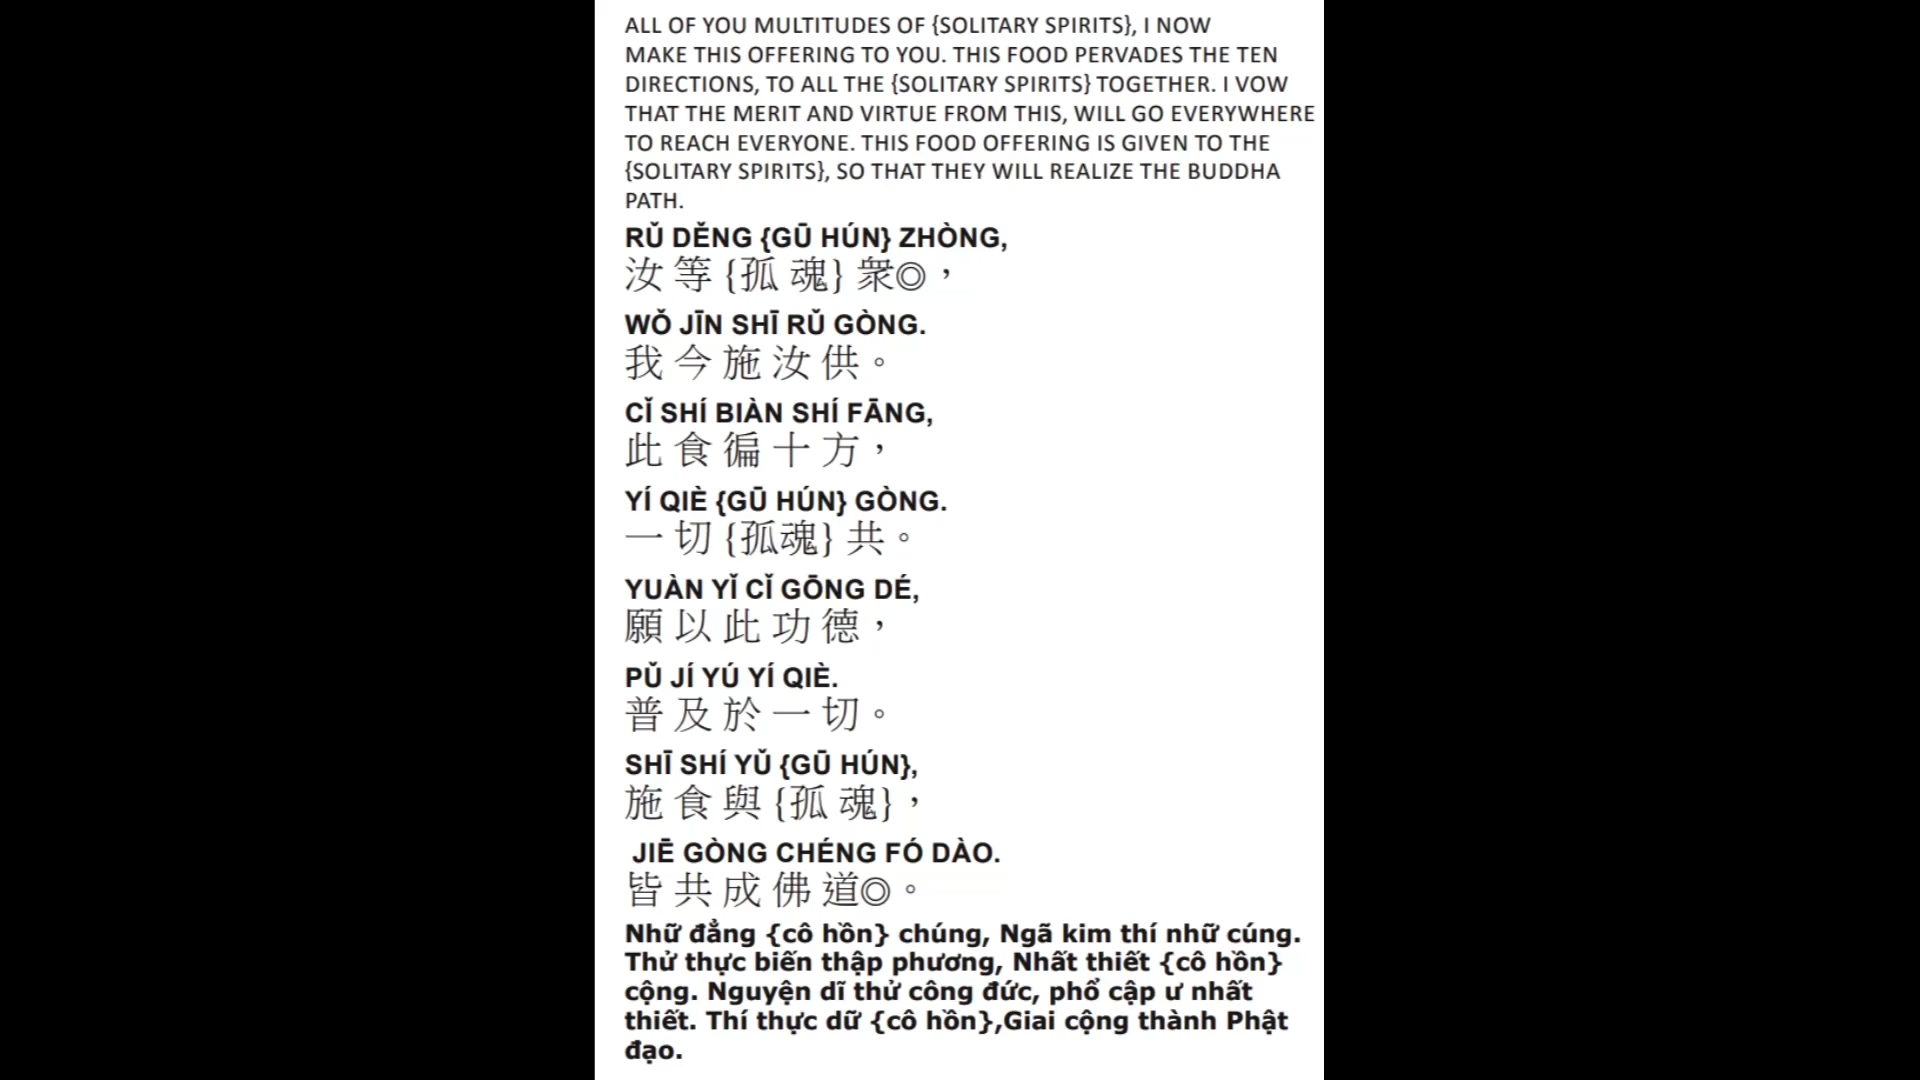 ALL OF YOU MULTITUDES OF {SOLITARY SPIRITS}, I NOW
MAKE THIS OFFERING TO YOU. THIS FOOD PERVADES THE TEN
DIRECTIONS, TO ALL THE {SOLITARY SPIRITS} TOGETHER. I VOW
THAT THE MERIT AND VIRTUE FROM THIS, WILL GO EVERYWHERE
TO REACH EVERYONE. THIS FOOD OFFERING IS GIVEN TO THE
{SOLITARY SPIRITS}, SO THAT THEY WILL REALIZE THE BUDDHA
PATH.
RǓ DĚNG {GŪ HÚN} ZHÒNG,
汝 等 {孤 魂} 衆◎，
WǑ JĪN SHĪ RǓ GÒNG.
我 今 施 汝 供。
CǏ SHÍ BIÀN SHÍ FĀNG,
此 食 徧 十 方，
YÍ QIÈ {GŪ HÚN} GÒNG.
一 切 {孤魂} 共。
YUÀN YǏ CǏ GŌNG DÉ,
願 以 此 功 德，
PǓ JÍ YÚ YÍ QIÈ.
普 及 於 一 切。
SHĪ SHÍ YǓ {GŪ HÚN},
施 食 與 {孤 魂}，
JIĒ GÒNG CHÉNG FÓ DÀO.
皆 共 成 佛 道◎。
Nhữ đẳng {cô hồn} chúng, Ngã kim thí nhữ cúng.
Thử thực biến thập phương, Nhất thiết {cô hồn}
cộng. Nguyện dĩ thử công đức, phổ cập ư nhất
thiết. Thí thực dữ {cô hồn},Giai cộng thành Phật
đạo.